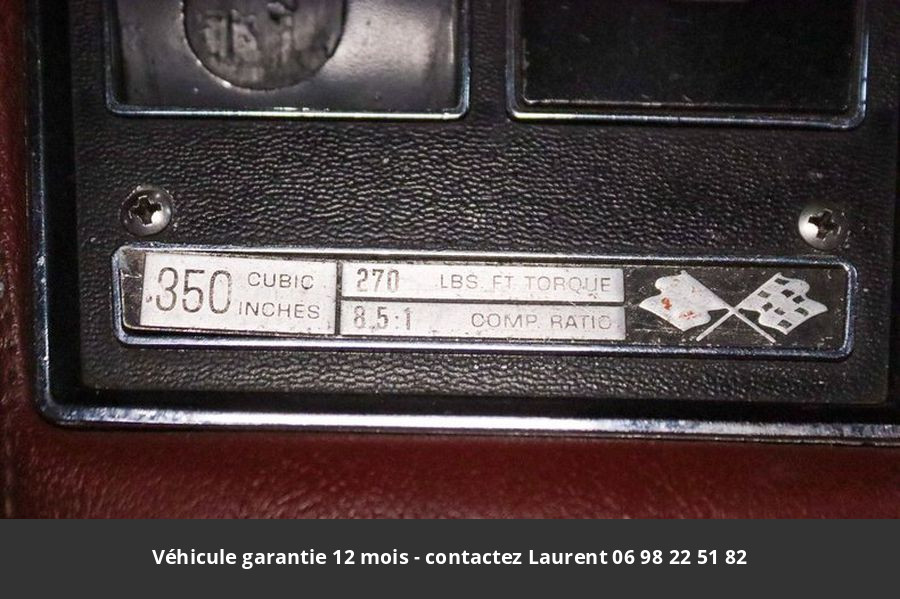 350 CUBIC INCHES
270 LBS. FT. TORQUE
8.5:1 COMP. RATIO
Véhicule garantie 12 mois - contactez Laurent 06 98 22 51 82